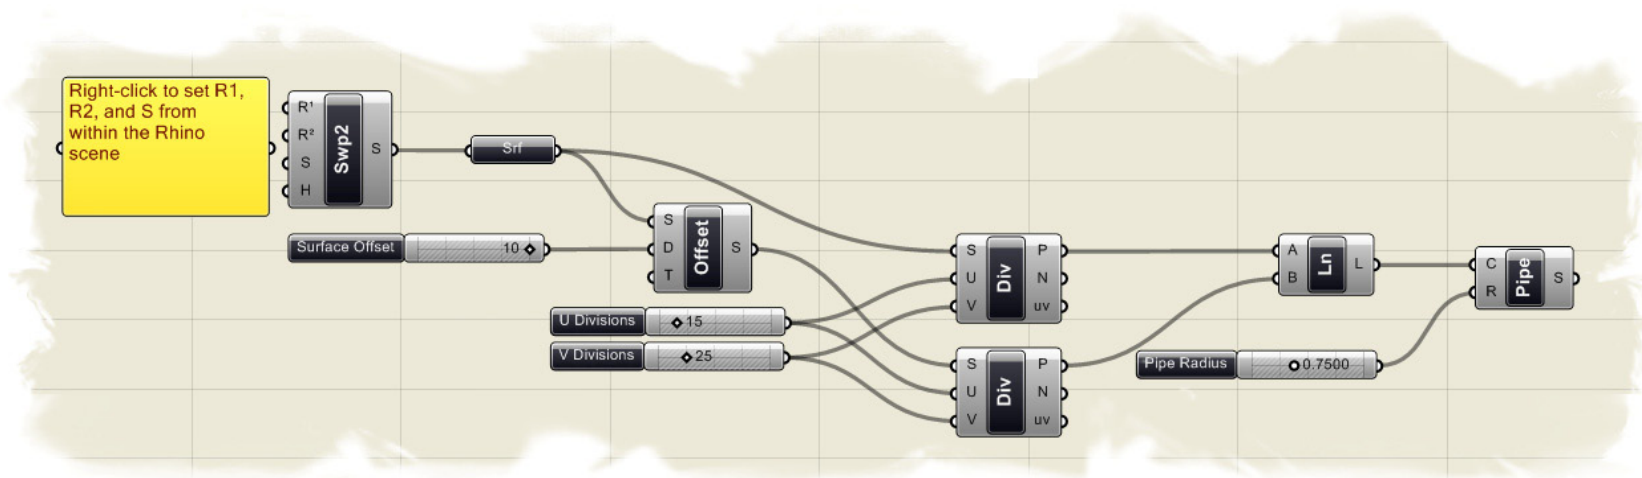 Right-click to set R1,
R2, and S from
within the Rhino
scene
R¹
R²
S
H
Swp2
S
Srf
Surface Offset 10
S
D
T
Offset
S
U Divisions 15
V Divisions 25
S
U
V
Div
P
N
uv
S
U
V
Div
P
N
uv
A
B
Ln
L
Pipe Radius 0.7500
C
R
Pipe
S